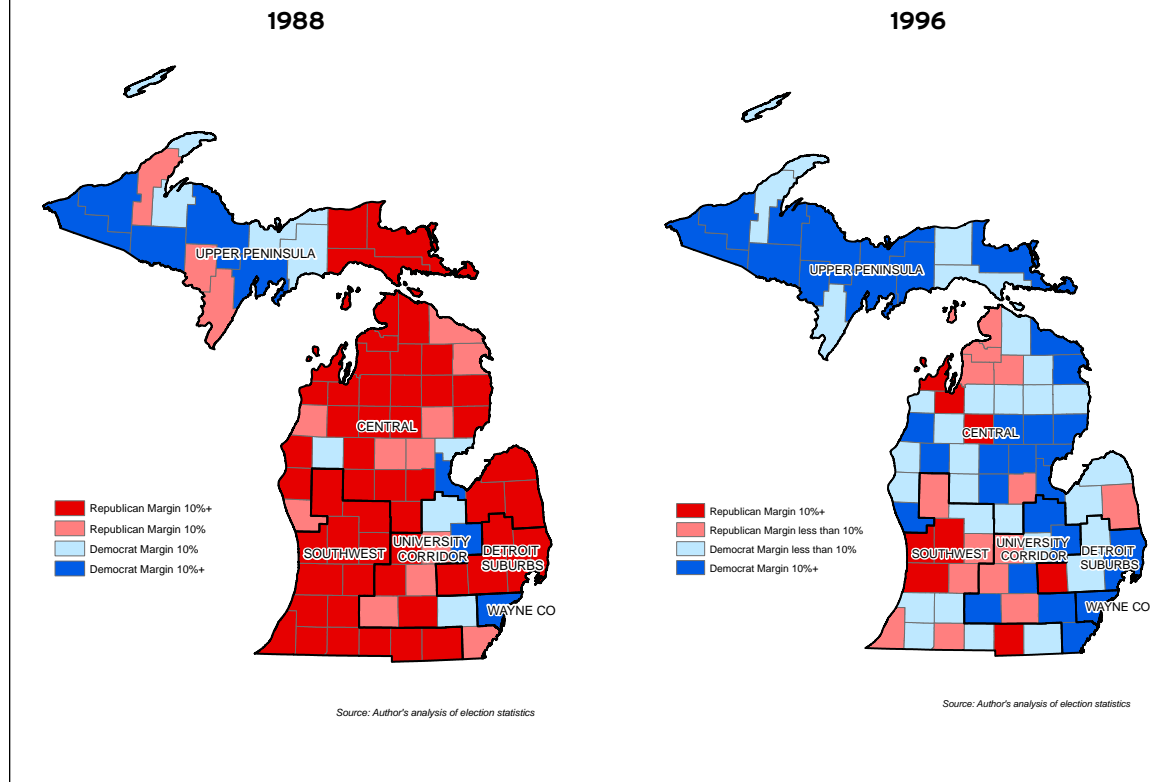 1988
UPPER PENINSULA
CENTRAL
Republican Margin 10%+
Republican Margin 10%
Democrat Margin 10%
Democrat Margin 10%+
SOUTHWEST
UNIVERSITY
CORRIDOR
DETROIT
SUBURBS
WAYNE CO
Source: Author's analysis of election statistics
1996
UPPER PENINSULA
CENTRAL
Republican Margin 10%+
Republican Margin less than 10%
Democrat Margin less than 10%
Democrat Margin 10%+
SOUTHWEST
UNIVERSITY
CORRIDOR
DETROIT
SUBURBS
WAYNE CO
Source: Author's analysis of election statistics